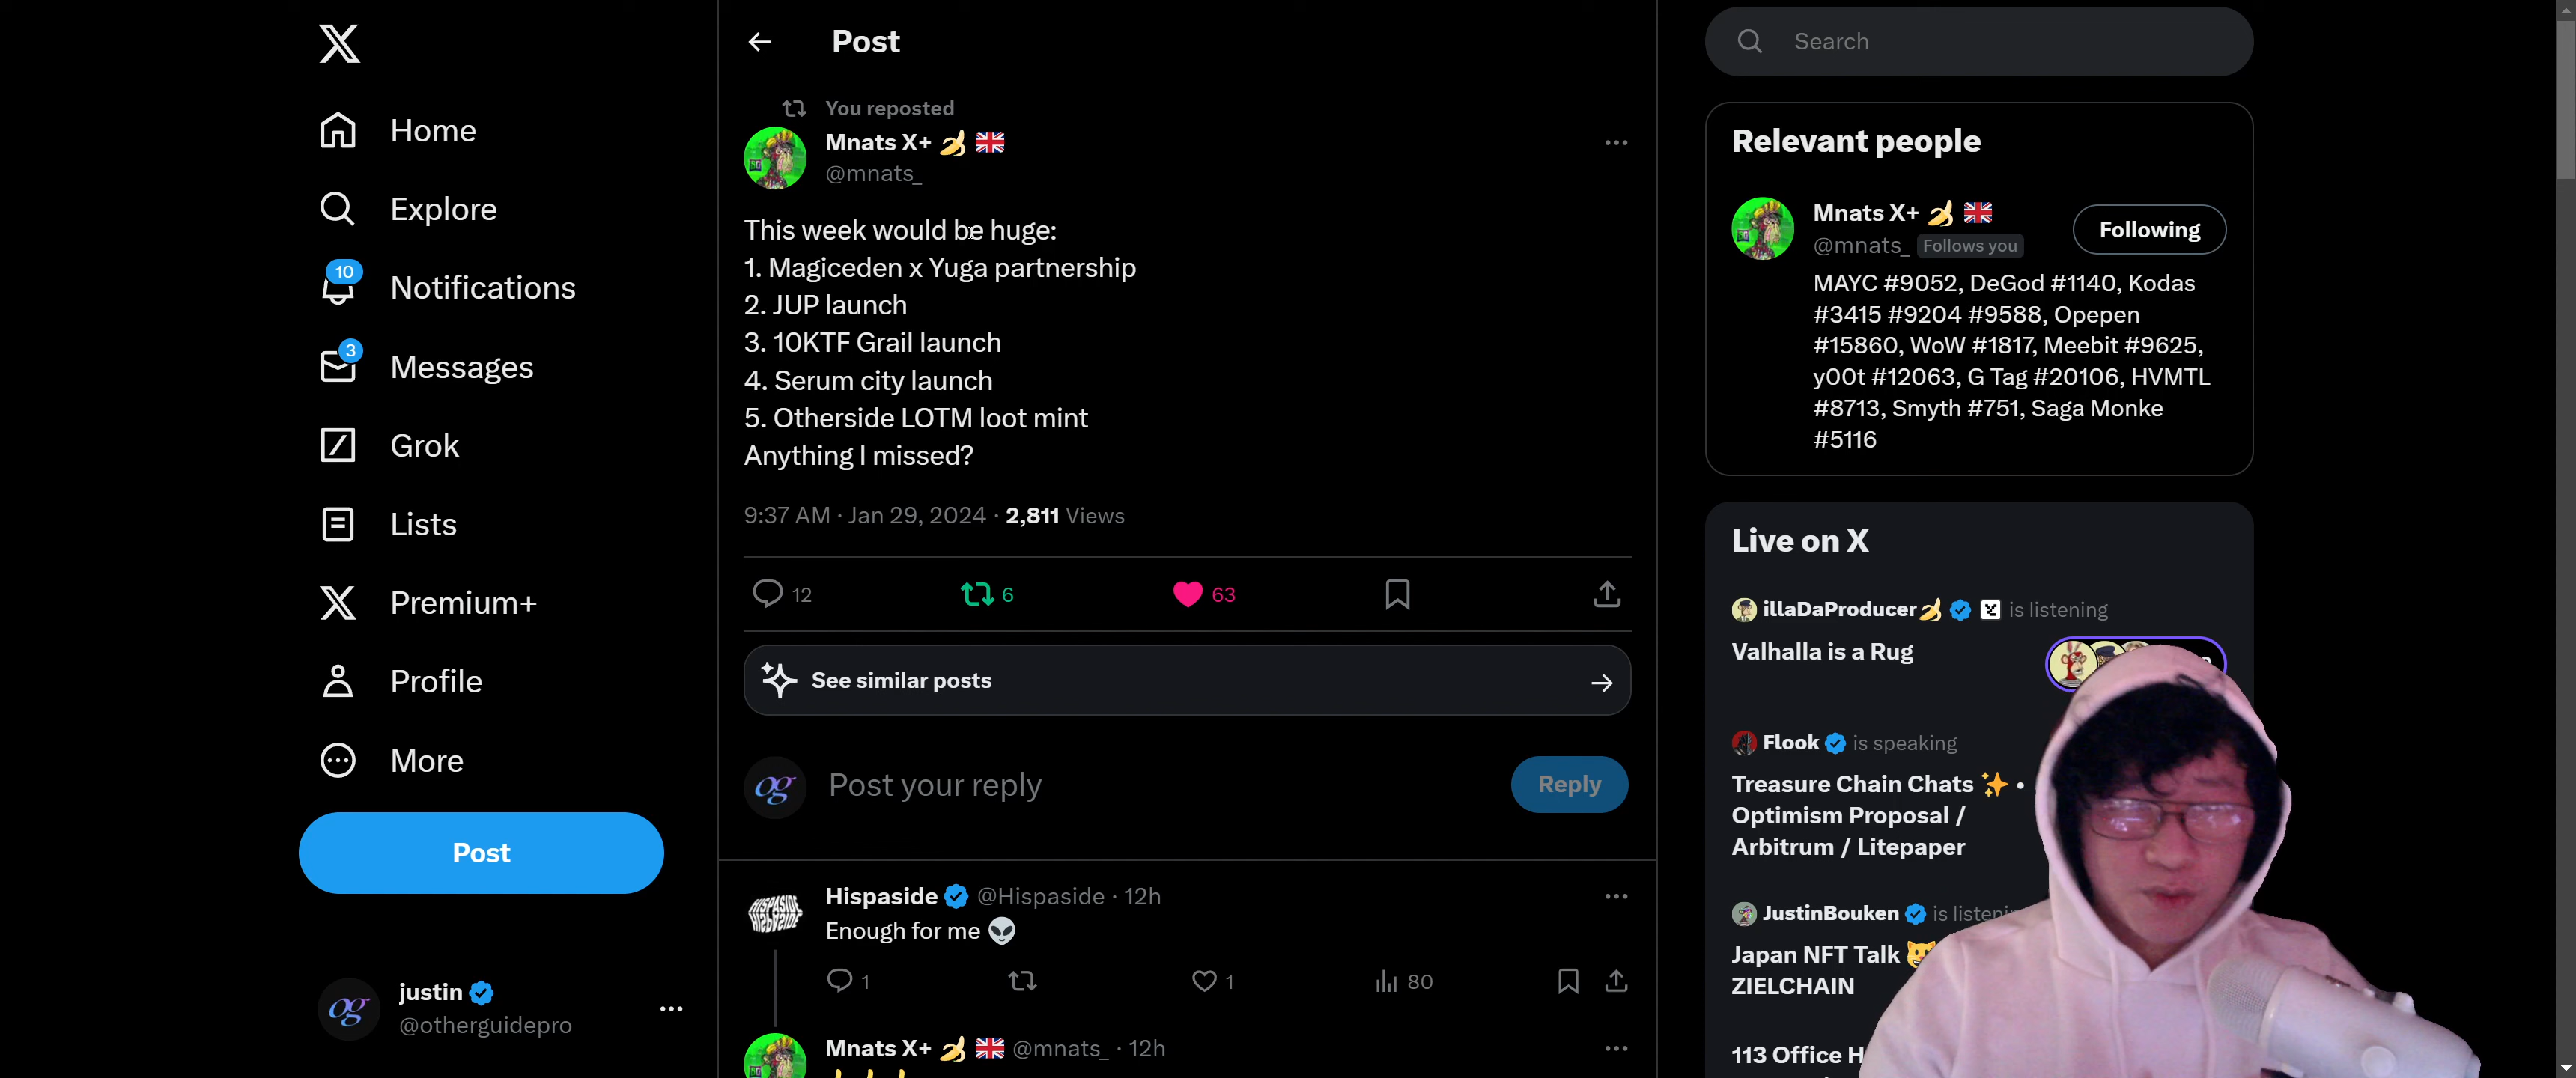 Home
Explore
10
Notifications
3
Messages
Grok
Lists
Premium+
Profile
More
Post
justin
@otherguidepro
Post
You reposted
Mnats X+ 🍌 🇬🇧
@mnats_
This week would be huge:
1. Magiceden x Yuga partnership
2. JUP launch
3. 10KTF Grail launch
4. Serum city launch
5. Otherside LOTM loot mint
Anything I missed?
9:37 AM · Jan 29, 2024 · 2,811 Views
12 6 63
See similar posts
og Post your reply Reply
Hispaside @Hispaside · 12h
Enough for me 👽
1 1 80
Mnats X+ 🍌 🇬🇧 @mnats_ · 12h
Search
Relevant people
Mnats X+ 🍌 🇬🇧
@mnats_ Follows you
Following
MAYC #9052, DeGod #1140, Kodas
#3415 #9204 #9588, Opepen
#15860, WoW #1817, Meebit #9625,
y00t #12063, G Tag #20106, HVMTL
#8713, Smyth #751, Saga Monke
#5116
Live on X
illaDaProducer🍌 is listening
Valhalla is a Rug
Flook is speaking
Treasure Chain Chats ✨ •
Optimism Proposal /
Arbitrum / Litepaper
JustinBouken is
Japan NFT Talk
ZIELCHAIN
113 Office